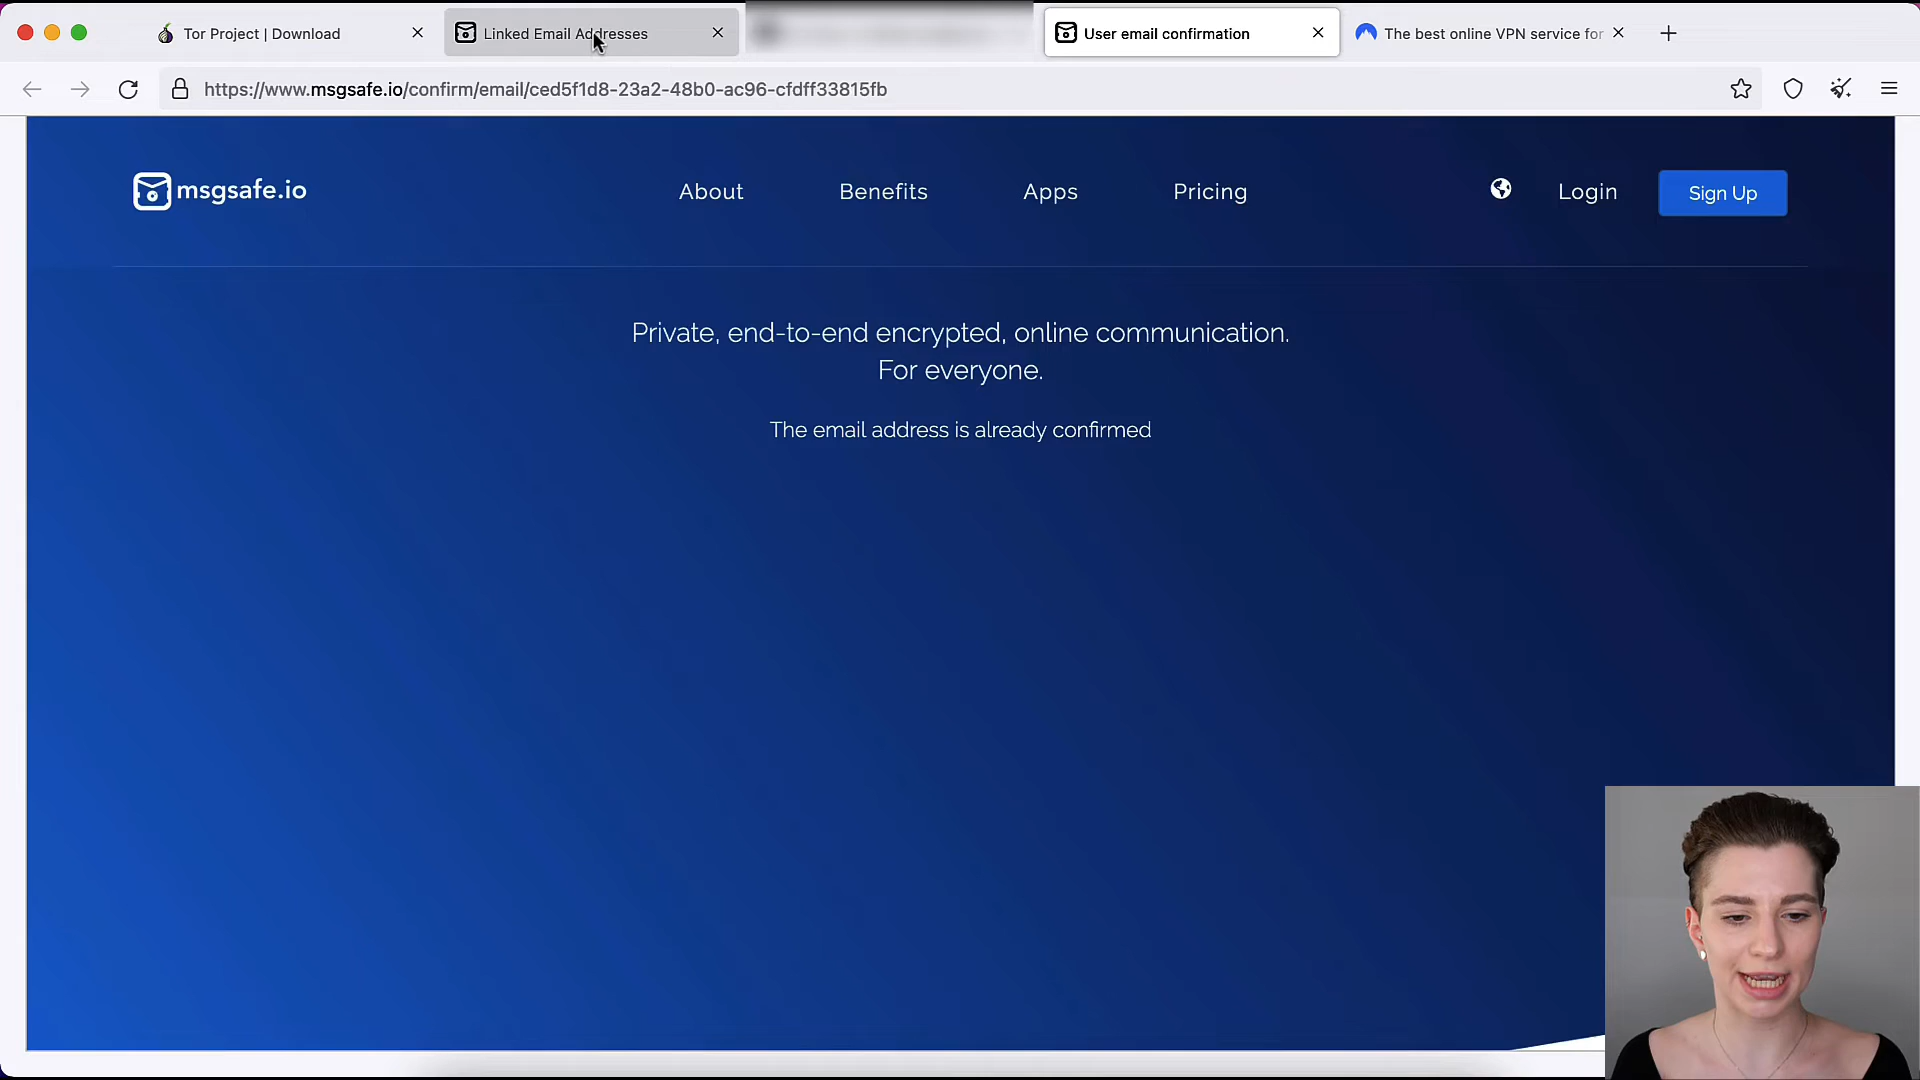 Tor Project | Download
Linked Email Addresses
User email confirmation
The best online VPN service for
https://www.msgsafe.io/confirm/email/ced5f1d8-23a2-48b0-ac96-cfdff33815fb
msgsafe.io
About
Benefits
Apps
Pricing
Login
Sign Up
Private, end-to-end encrypted, online communication.
For everyone.
The email address is already confirmed